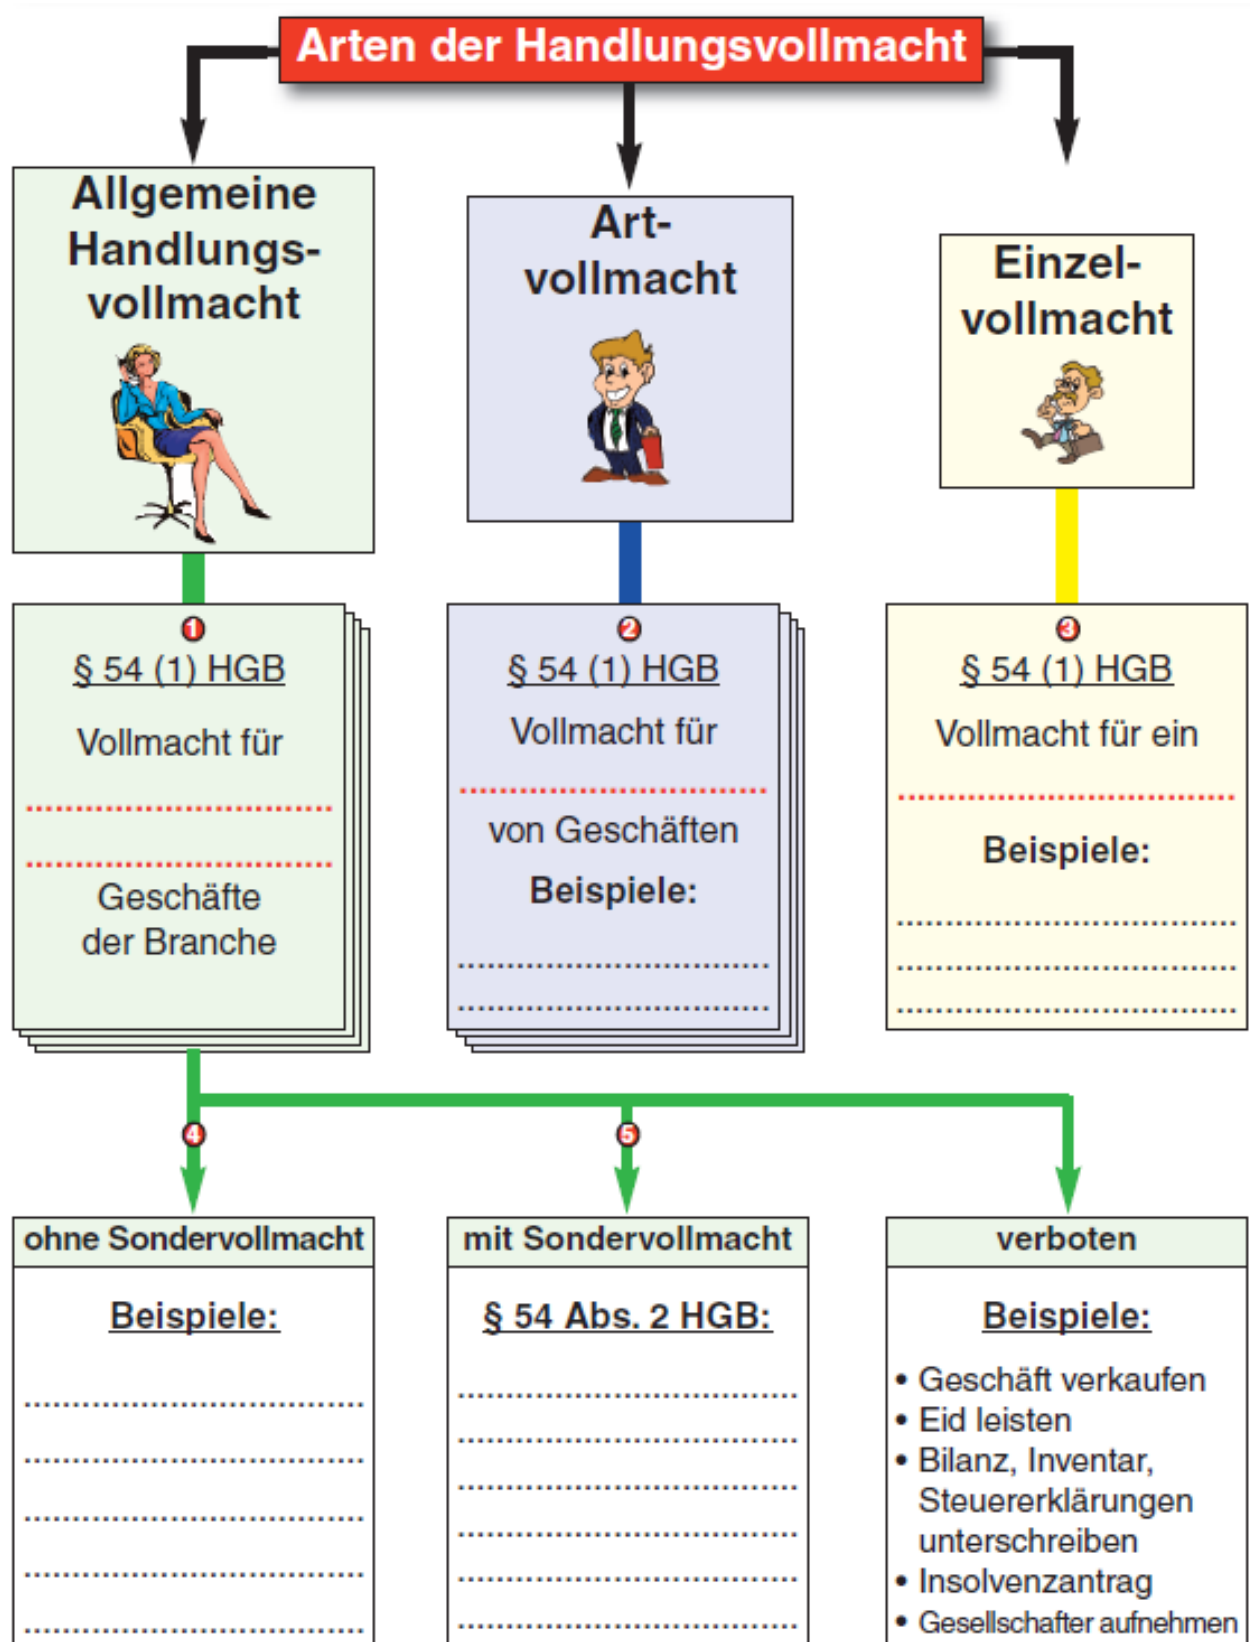 Arten der Handlungsvollmacht
Allgemeine
Handlungs-
vollmacht
Art-
vollmacht
Einzel-
vollmacht
1
§ 54 (1) HGB
Vollmacht für
..............................
..............................
Geschäfte
der Branche
2
§ 54 (1) HGB
Vollmacht für
..............................
von Geschäften
Beispiele:
..............................
..............................
3
§ 54 (1) HGB
Vollmacht für ein
..............................
Beispiele:
..............................
..............................
..............................
4
5
ohne Sondervollmacht
Beispiele:
..............................
..............................
..............................
..............................
..............................
mit Sondervollmacht
§ 54 Abs. 2 HGB:
..............................
..............................
..............................
..............................
..............................
..............................
verboten
Beispiele:
• Geschäft verkaufen
• Eid leisten
• Bilanz, Inventar,
Steuererklärungen
unterschreiben
• Insolvenzantrag
• Gesellschafter aufnehmen